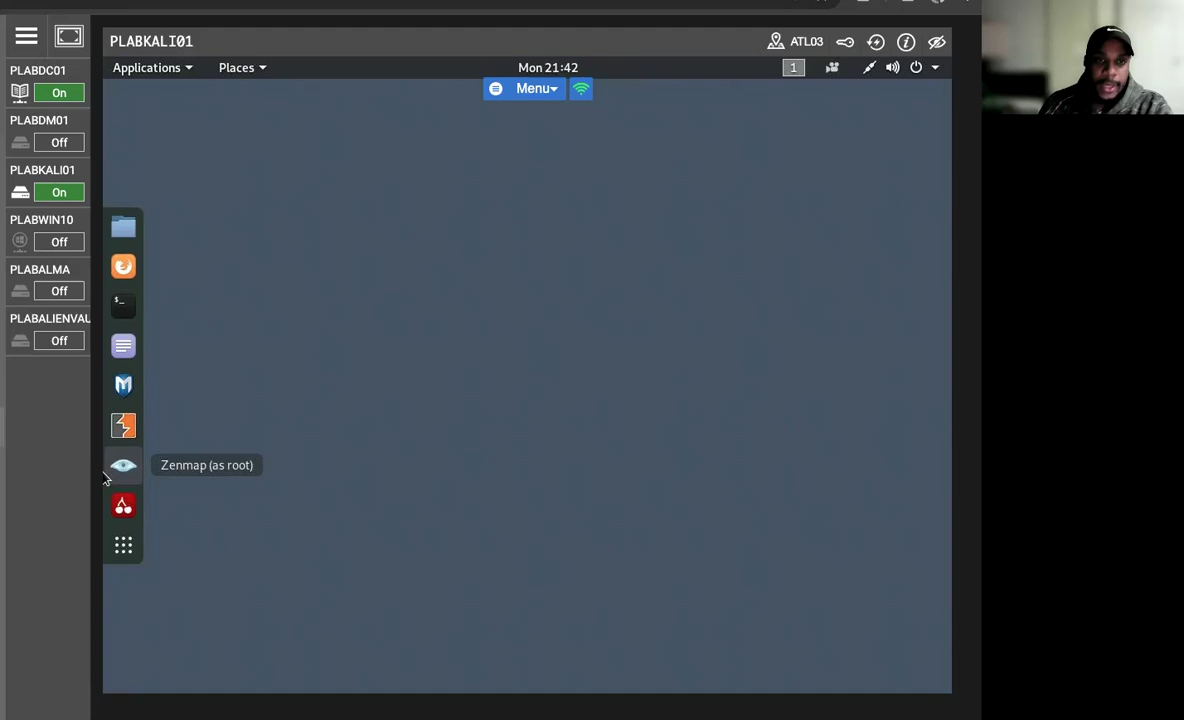 PLABKALI01
ATL03
Applications
Places
Mon 21:42
1
Menu
PLABDC01
On
PLABDM01
Off
PLABKALI01
On
PLABWIN10
Off
PLABALMA
Off
PLABALIENVAU
Off
$_
Zenmap (as root)